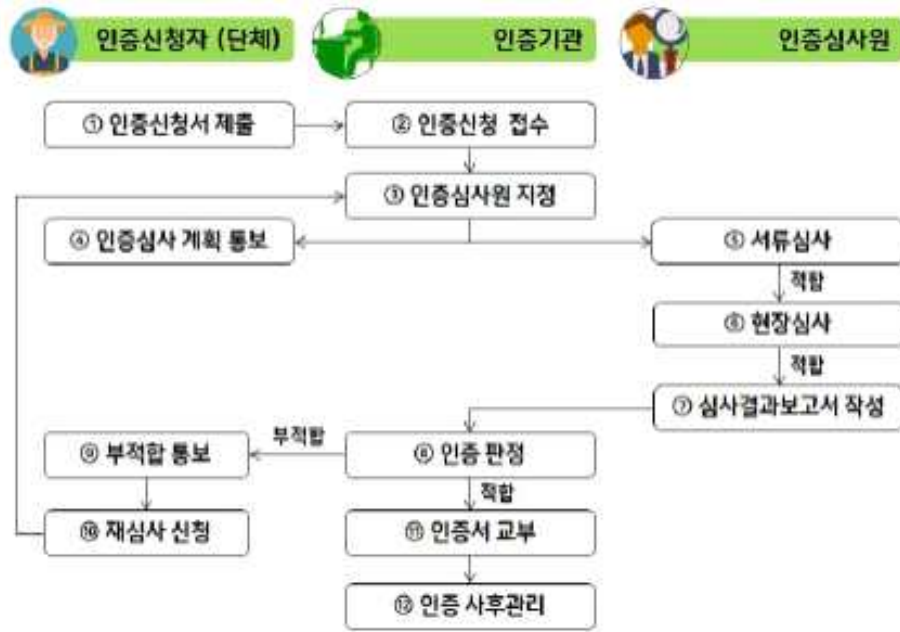 인증신청자 (단체)
인증기관
인증심사원
① 인증신청서 제출
② 인증신청 접수
③ 인증심사원 지정
④ 인증심사 계획 통보
⑤ 서류심사
적합
⑥ 현장심사
적합
⑦ 심사결과보고서 작성
부적합
⑨ 부적합 통보
⑧ 인증 판정
적합
⑩ 재심사 신청
⑪ 인증서 교부
⑫ 인증 사후관리